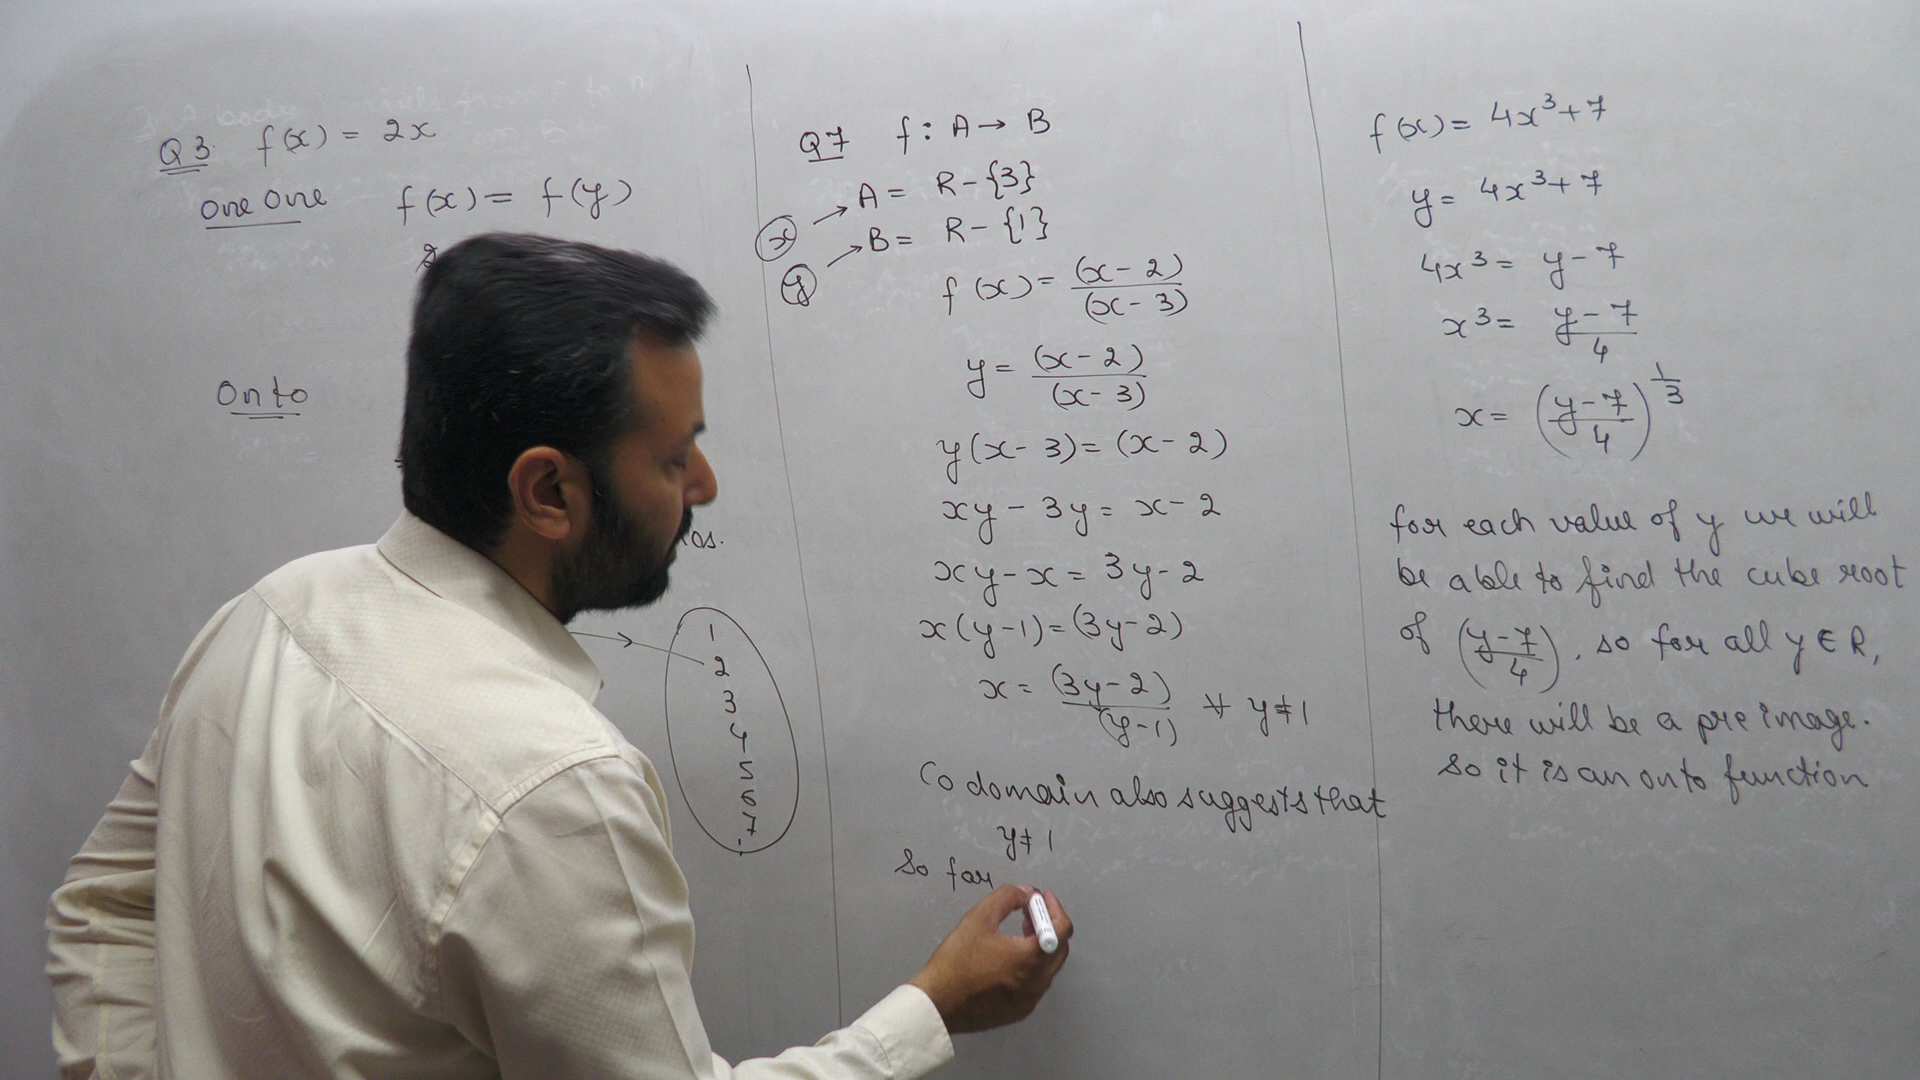 Q3. f(x) = 2x
One One f(x) = f(y)
Onto
1
2
3
4
5
6
7
Q7 f: A → B
A = R - {3}
x
B = R - {1}
y
f(x) = (x-2)/(x-3)
y = (x-2)/(x-3)
y(x-3) = (x-2)
xy - 3y = x - 2
xy - x = 3y - 2
x(y-1) = (3y-2)
x = (3y-2)/(y-1) ∀ y ≠ 1
Co domain also suggests that
y ≠ 1
So for
f(x) = 4x³+7
y = 4x³+7
4x³ = y-7
x³ = (y-7)/4
x = ((y-7)/4)^(1/3)
for each value of y we will
be able to find the cube root
of ((y-7)/4), so for all y ∈ R,
there will be a pre image.
So it is an onto function